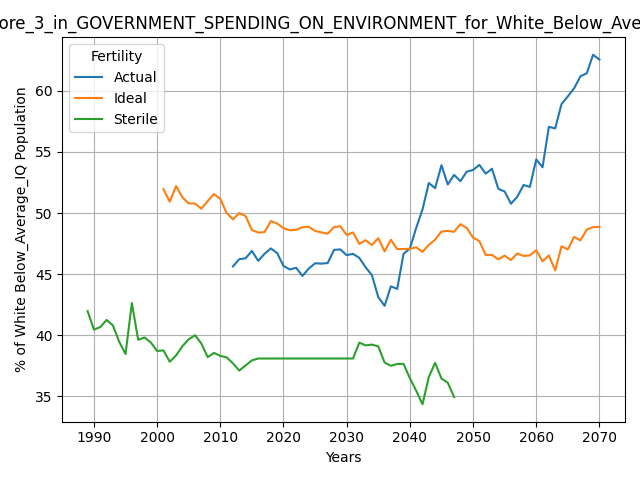 ore_3_in_GOVERNMENT_SPENDING_ON_ENVIRONMENT_for_White_Below_Ave
Fertility
Actual
Ideal
Sterile
% of White Below_Average_IQ Population
60
55
50
45
40
35
1990 2000 2010 2020 2030 2040 2050 2060 2070
Years